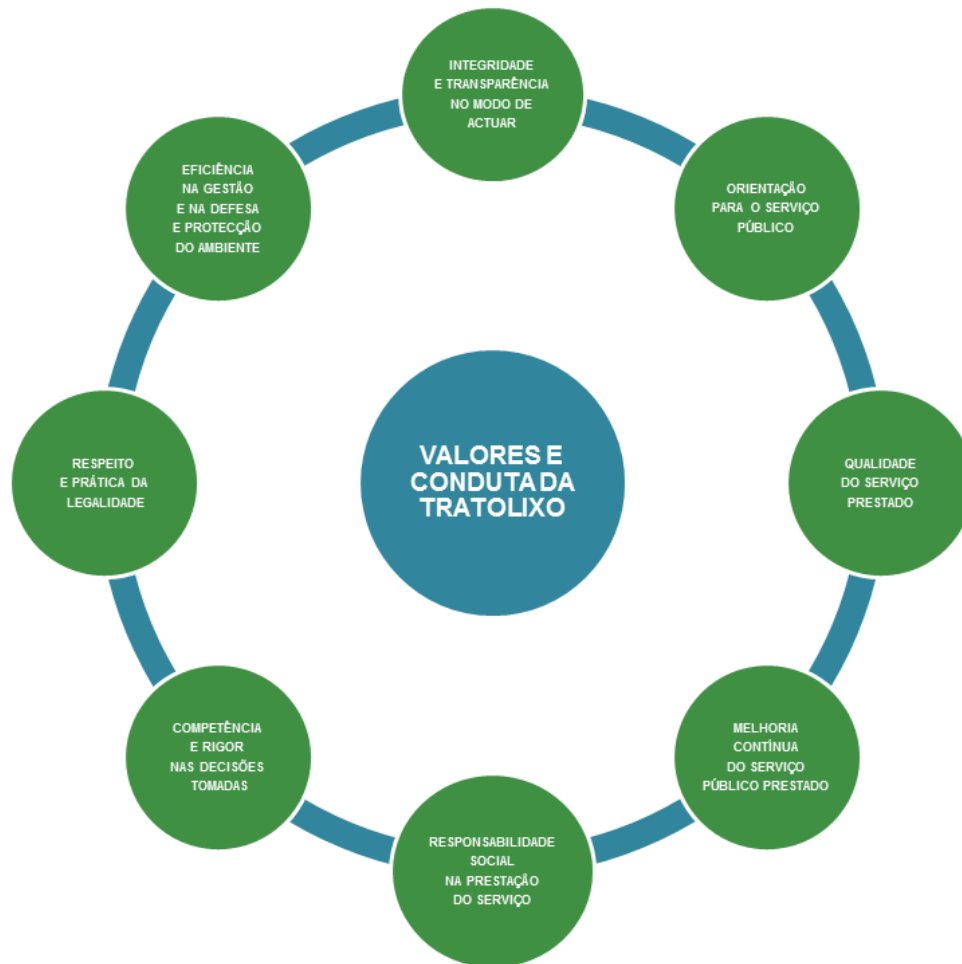 INTEGRIDADE
E TRANSPARÊNCIA
NO MODO DE
ACTUAR
ORIENTAÇÃO
PARA O SERVIÇO
PÚBLICO
QUALIDADE
DO SERVIÇO
PRESTADO
MELHORIA
CONTÍNUA
DO SERVIÇO
PÚBLICO PRESTADO
RESPONSABILIDADE
SOCIAL
NA PRESTAÇÃO
DO SERVIÇO
COMPETÊNCIA
E RIGOR
NAS DECISÕES
TOMADAS
RESPEITO
E PRÁTICA DA
LEGALIDADE
EFICIÊNCIA
NA GESTÃO
E NA DEFESA
E PROTECÇÃO
DO AMBIENTE
VALORES E
CONDUTA DA
TRATOLIXO